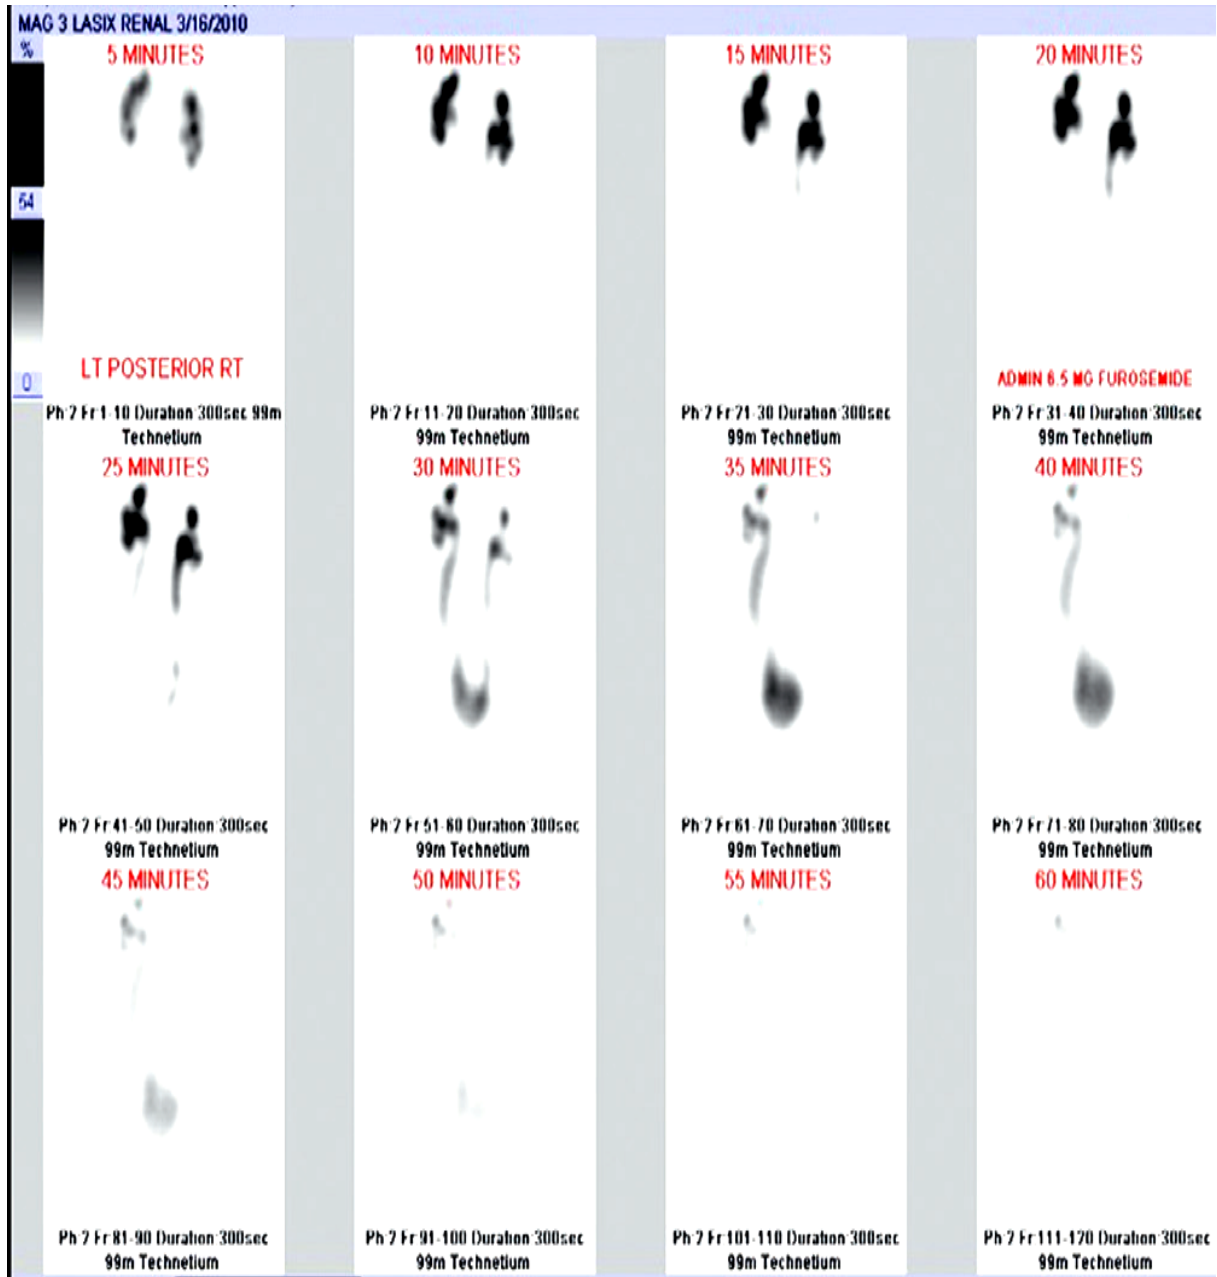 MAG 3 LASIX RENAL 3/16/2010
%
5 MINUTES
10 MINUTES
15 MINUTES
20 MINUTES
54
0
LT POSTERIOR RT
ADMIN 6.5 MG FUROSEMIDE
Ph:2 Fr:1-10 Duration:300sec 99m
Technetium
Ph:2 Fr:11-20 Duration:300sec
99m Technetium
Ph:2 Fr:21-30 Duration:300sec
99m Technetium
Ph:2 Fr:31-40 Duration:300sec
99m Technetium
25 MINUTES
30 MINUTES
35 MINUTES
40 MINUTES
Ph:2 Fr:41-50 Duration:300sec
99m Technetium
Ph:2 Fr:51-60 Duration:300sec
99m Technetium
Ph:2 Fr:61-70 Duration:300sec
99m Technetium
Ph:2 Fr:71-80 Duration:300sec
99m Technetium
45 MINUTES
50 MINUTES
55 MINUTES
60 MINUTES
Ph:2 Fr:81-90 Duration:300sec
99m Technetium
Ph:2 Fr:91-100 Duration:300sec
99m Technetium
Ph:2 Fr:101-110 Duration:300sec
99m Technetium
Ph:2 Fr:111-120 Duration:300sec
99m Technetium